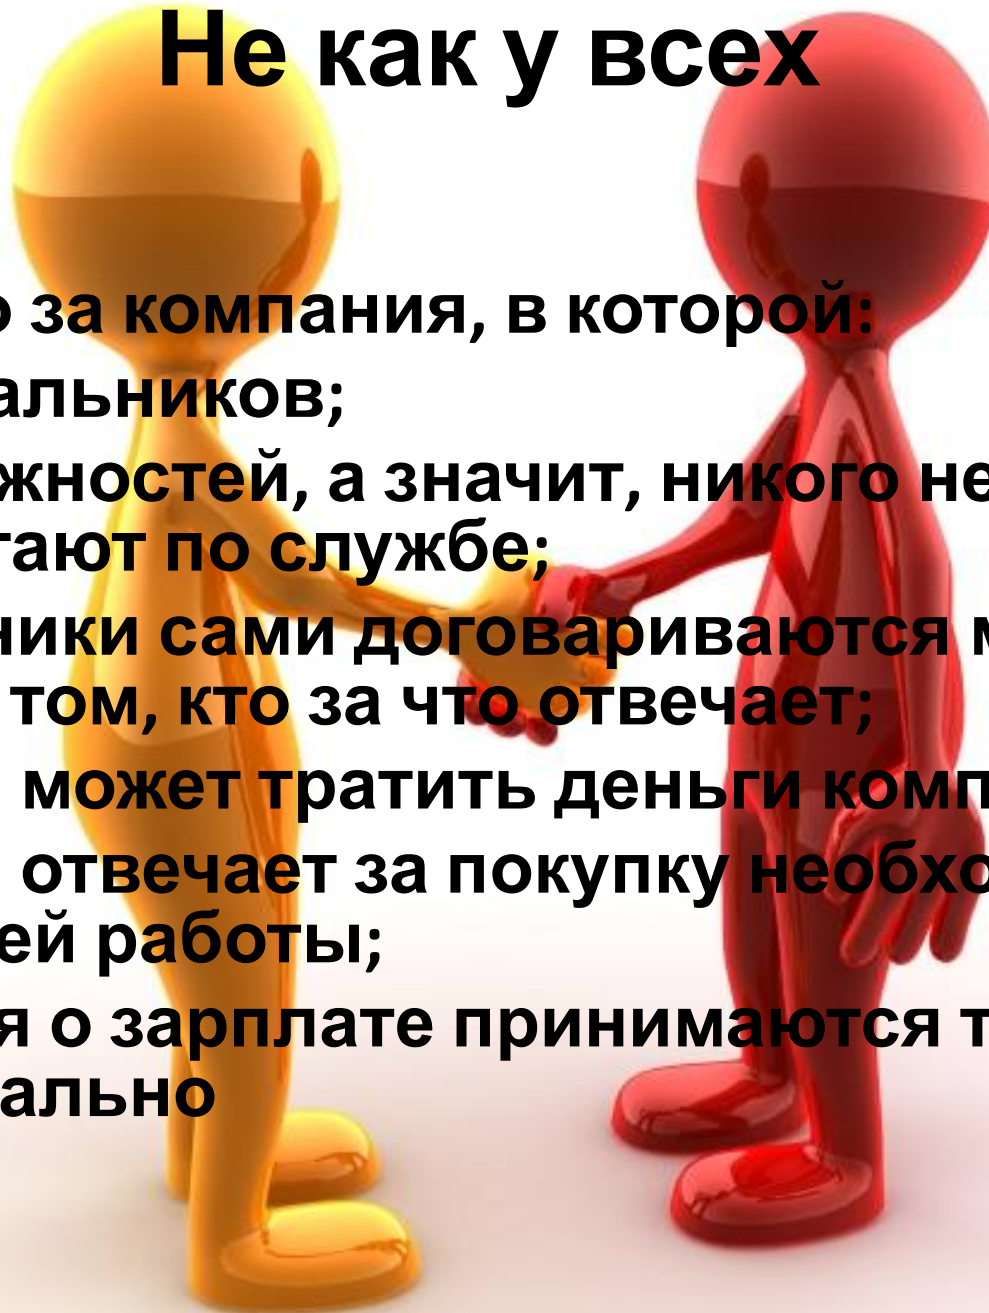 Не как у всех
о за компания, в которой:
альников;
жностей, а значит, никого не
гают по службе;
ники сами договариваются м
том, кто за что отвечает;
может тратить деньги комп
отвечает за покупку необхо
ей работы;
я о зарплате принимаются т
ально